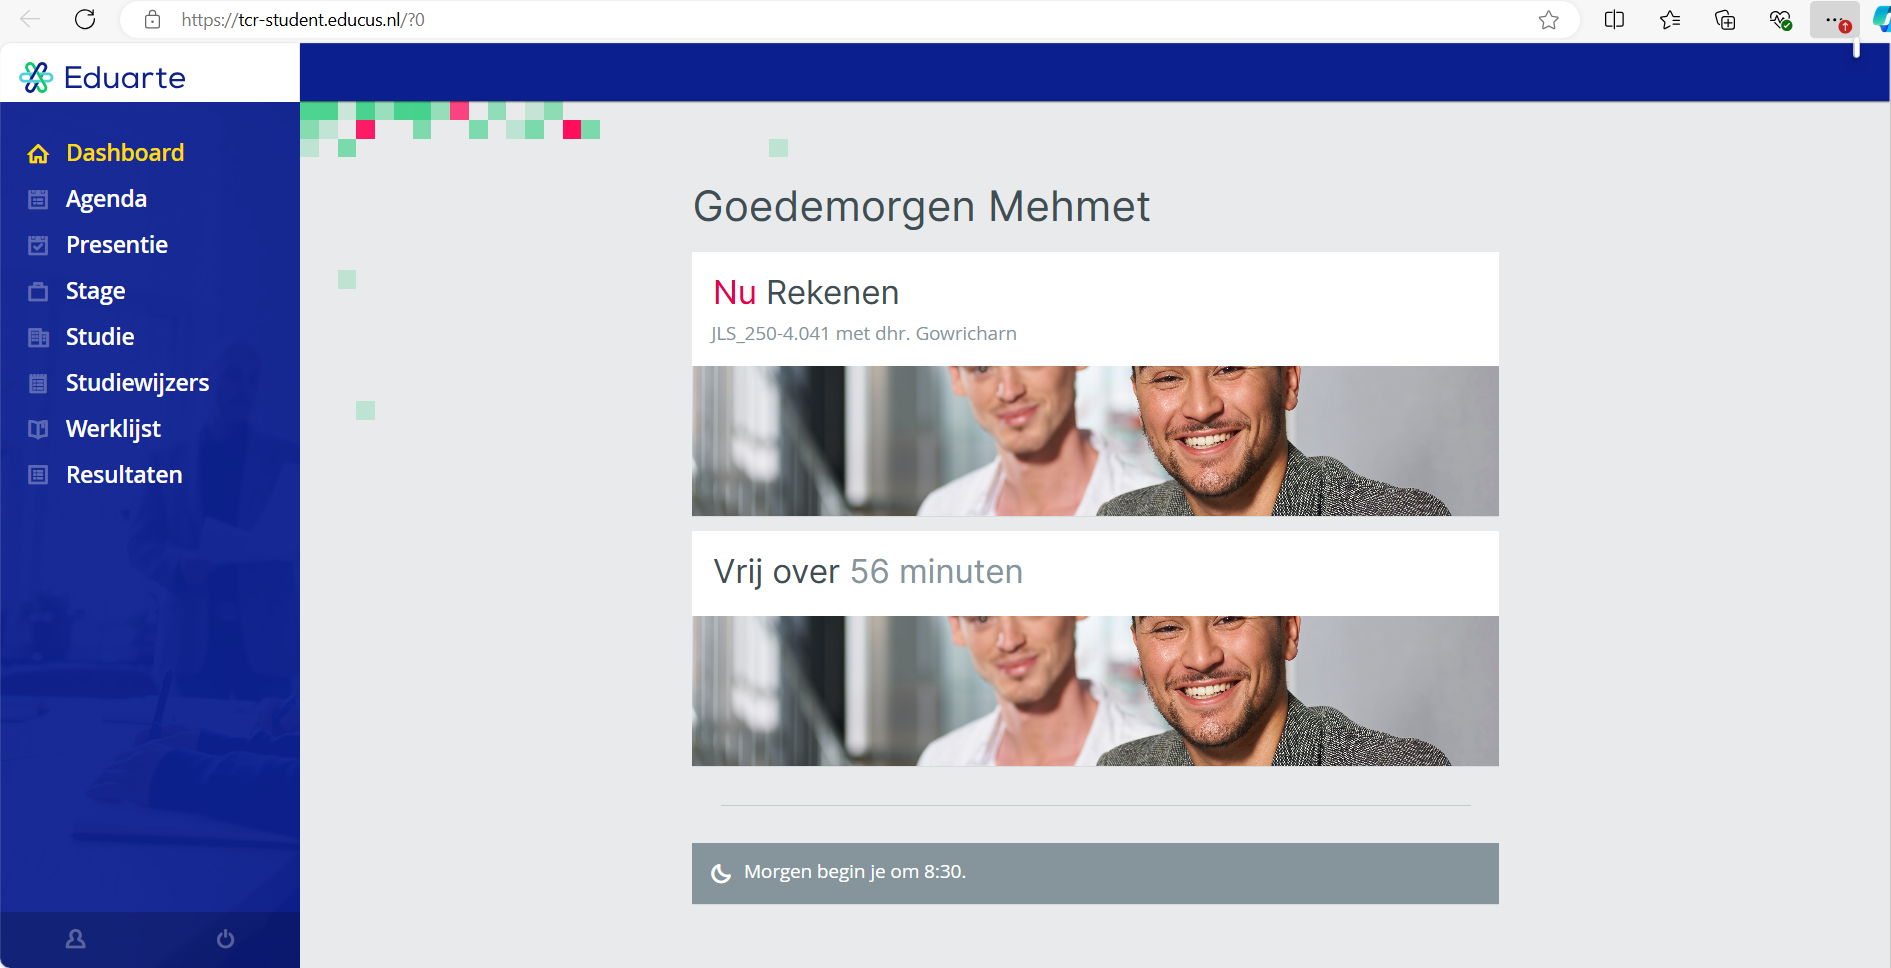 https://tcr-student.educus.nl/?0
Eduarte
Dashboard
Agenda
Presentie
Stage
Studie
Studiewijzers
Werklijst
Resultaten
Goedemorgen Mehmet
Nu Rekenen
JLS_250-4.041 met dhr. Gowricharn
Vrij over 56 minuten
Morgen begin je om 8:30.